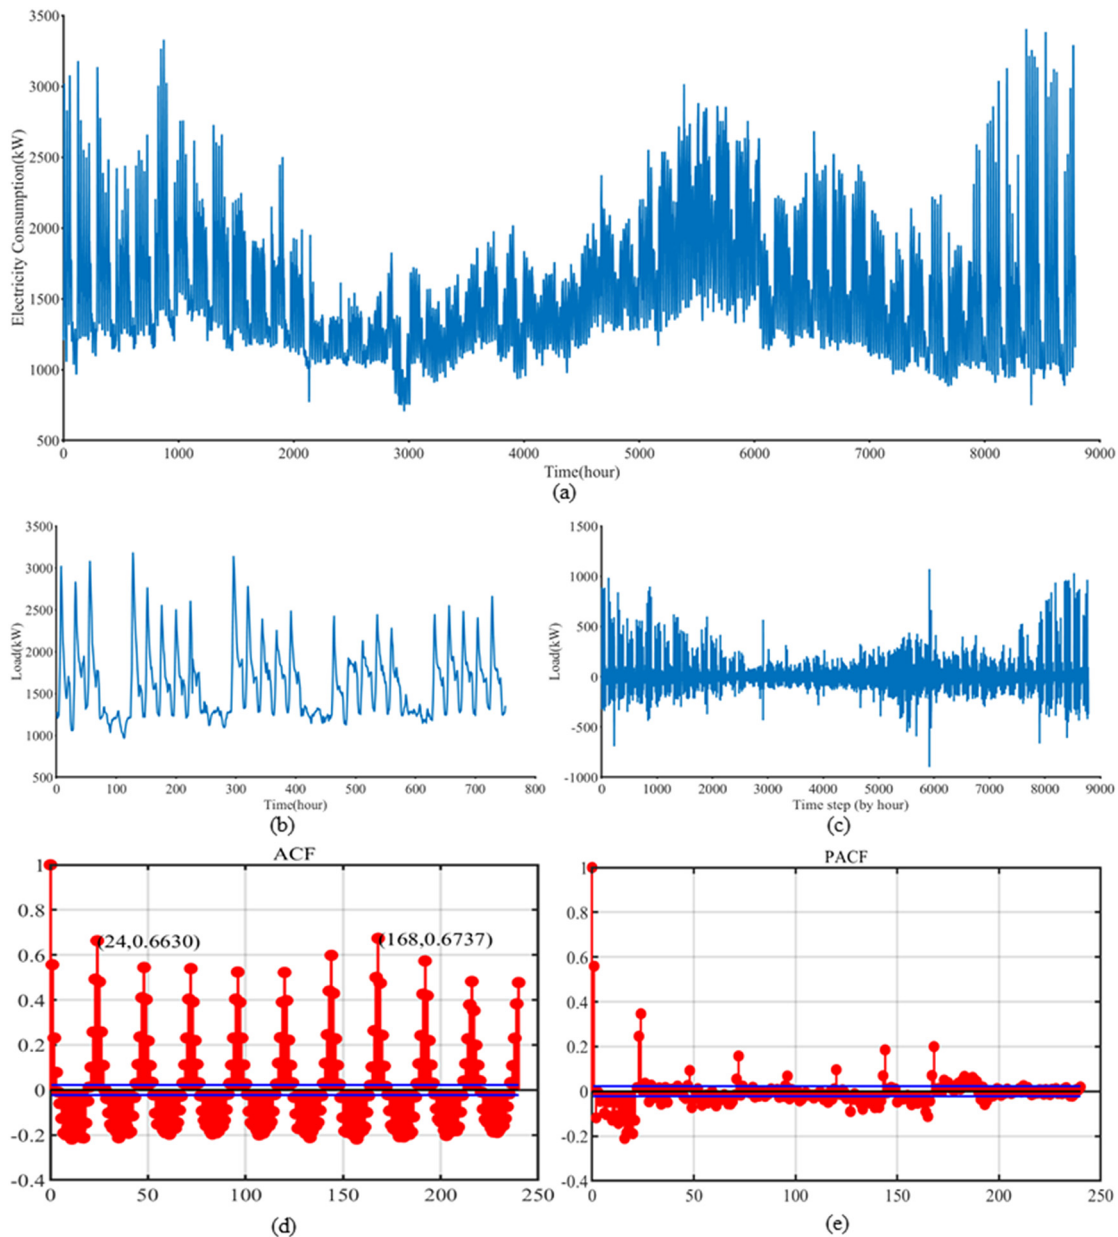 3500
3000
2500
2000
1500
1000
500
Electricity Consumption(kW)
0 1000 2000 3000 4000 5000 6000 7000 8000 9000
Time(hour)
(a)
3500
3000
2500
2000
1500
1000
500
Load(kW)
0 100 200 300 400 500 600 700 800
Time(hour)
(b)
1500
1000
500
0
-500
-1000
Load(kW)
0 1000 2000 3000 4000 5000 6000 7000 8000 9000
Time step (by hour)
(c)
ACF
1
0.8
0.6
0.4
0.2
0
-0.2
-0.4
(24,0.6630)
(168,0.6737)
0 50 100 150 200 250
(d)
PACF
1
0.8
0.6
0.4
0.2
0
-0.2
-0.4
0 50 100 150 200 250
(e)